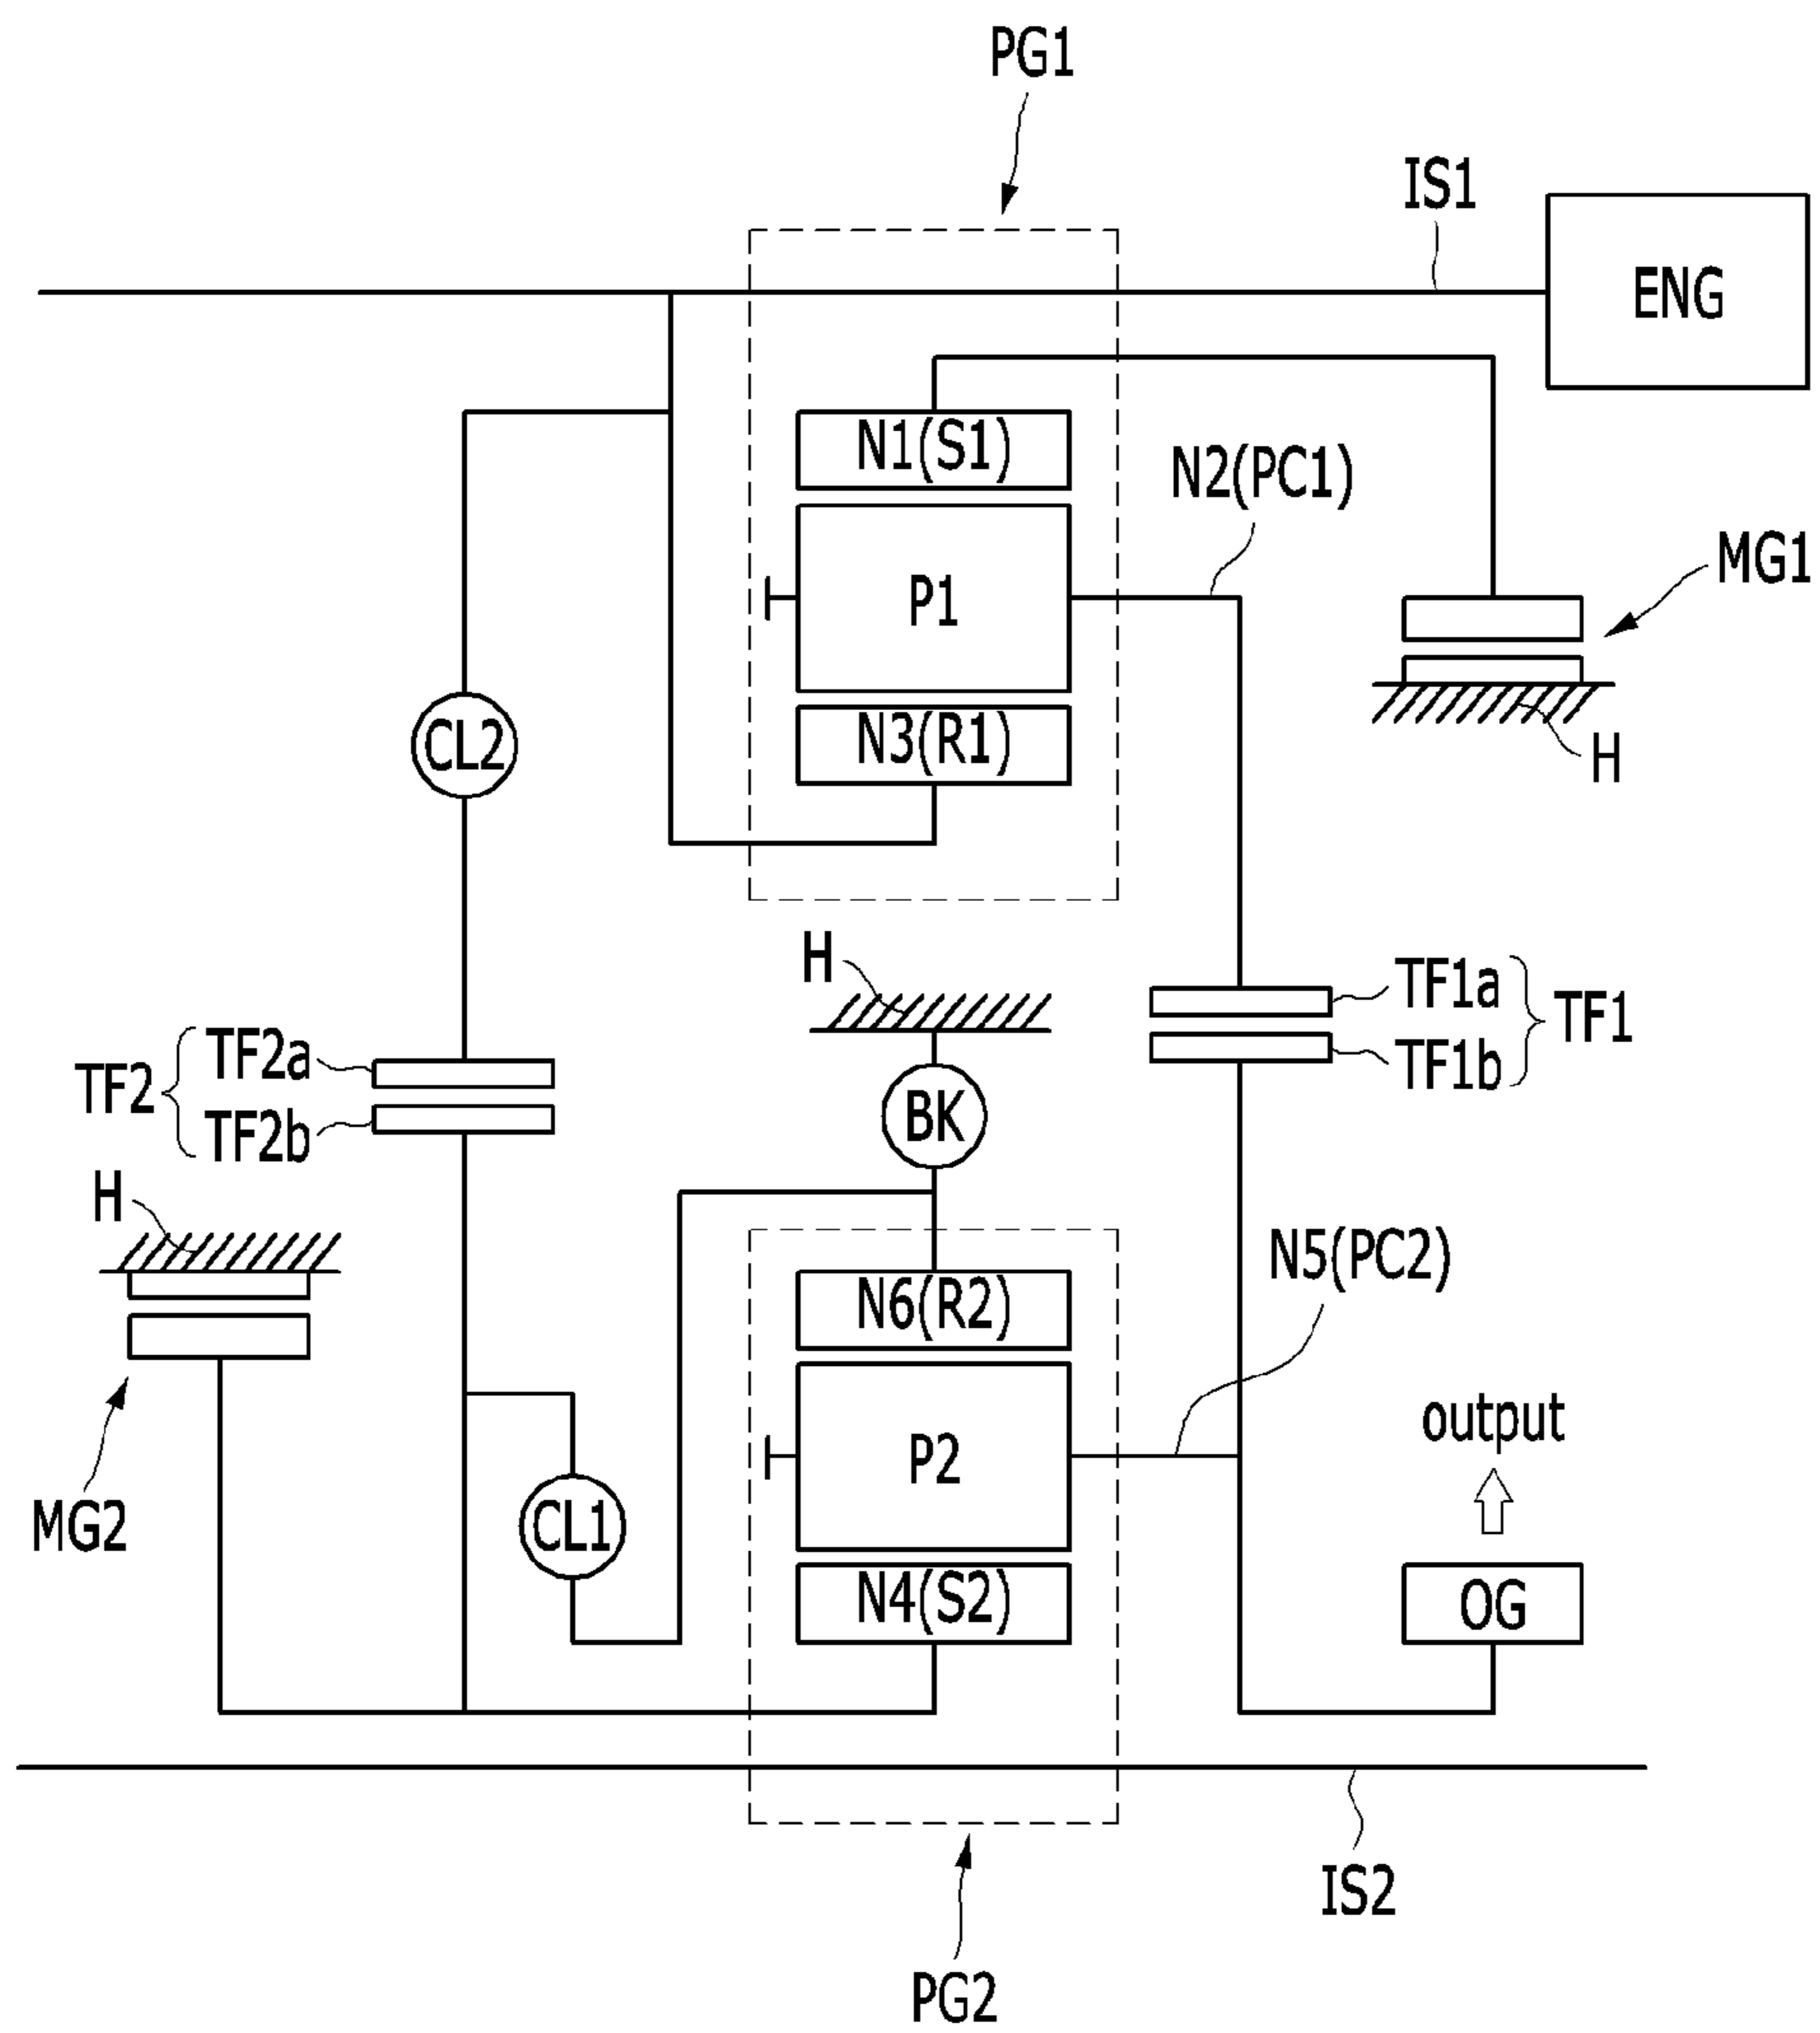 PG1
IS1
ENG
N1(S1)
N2(PC1)
MG1
P1
CL2
N3(R1)
H
H
TF1a
TF1
TF1b
TF2a
TF2
TF2b
BK
H
N5(PC2)
N6(R2)
output
P2
MG2
CL1
N4(S2)
OG
IS2
PG2